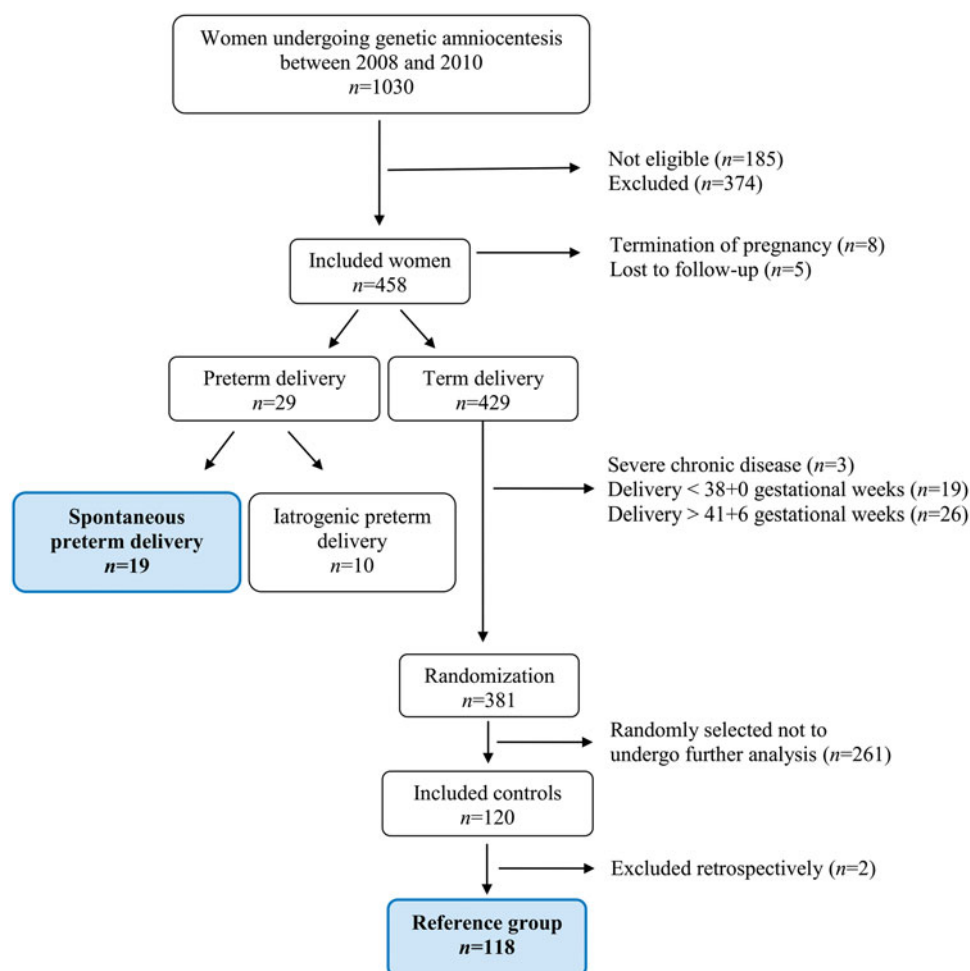 Women undergoing genetic amniocentesis
between 2008 and 2010
n=1030
Not eligible (n=185)
Excluded (n=374)
Included women
n=458
Termination of pregnancy (n=8)
Lost to follow-up (n=5)
Preterm delivery
n=29
Term delivery
n=429
Severe chronic disease (n=3)
Delivery < 38+0 gestational weeks (n=19)
Delivery > 41+6 gestational weeks (n=26)
Spontaneous
preterm delivery
n=19
Iatrogenic preterm
delivery
n=10
Randomization
n=381
Randomly selected not to
undergo further analysis (n=261)
Included controls
n=120
Excluded retrospectively (n=2)
Reference group
n=118